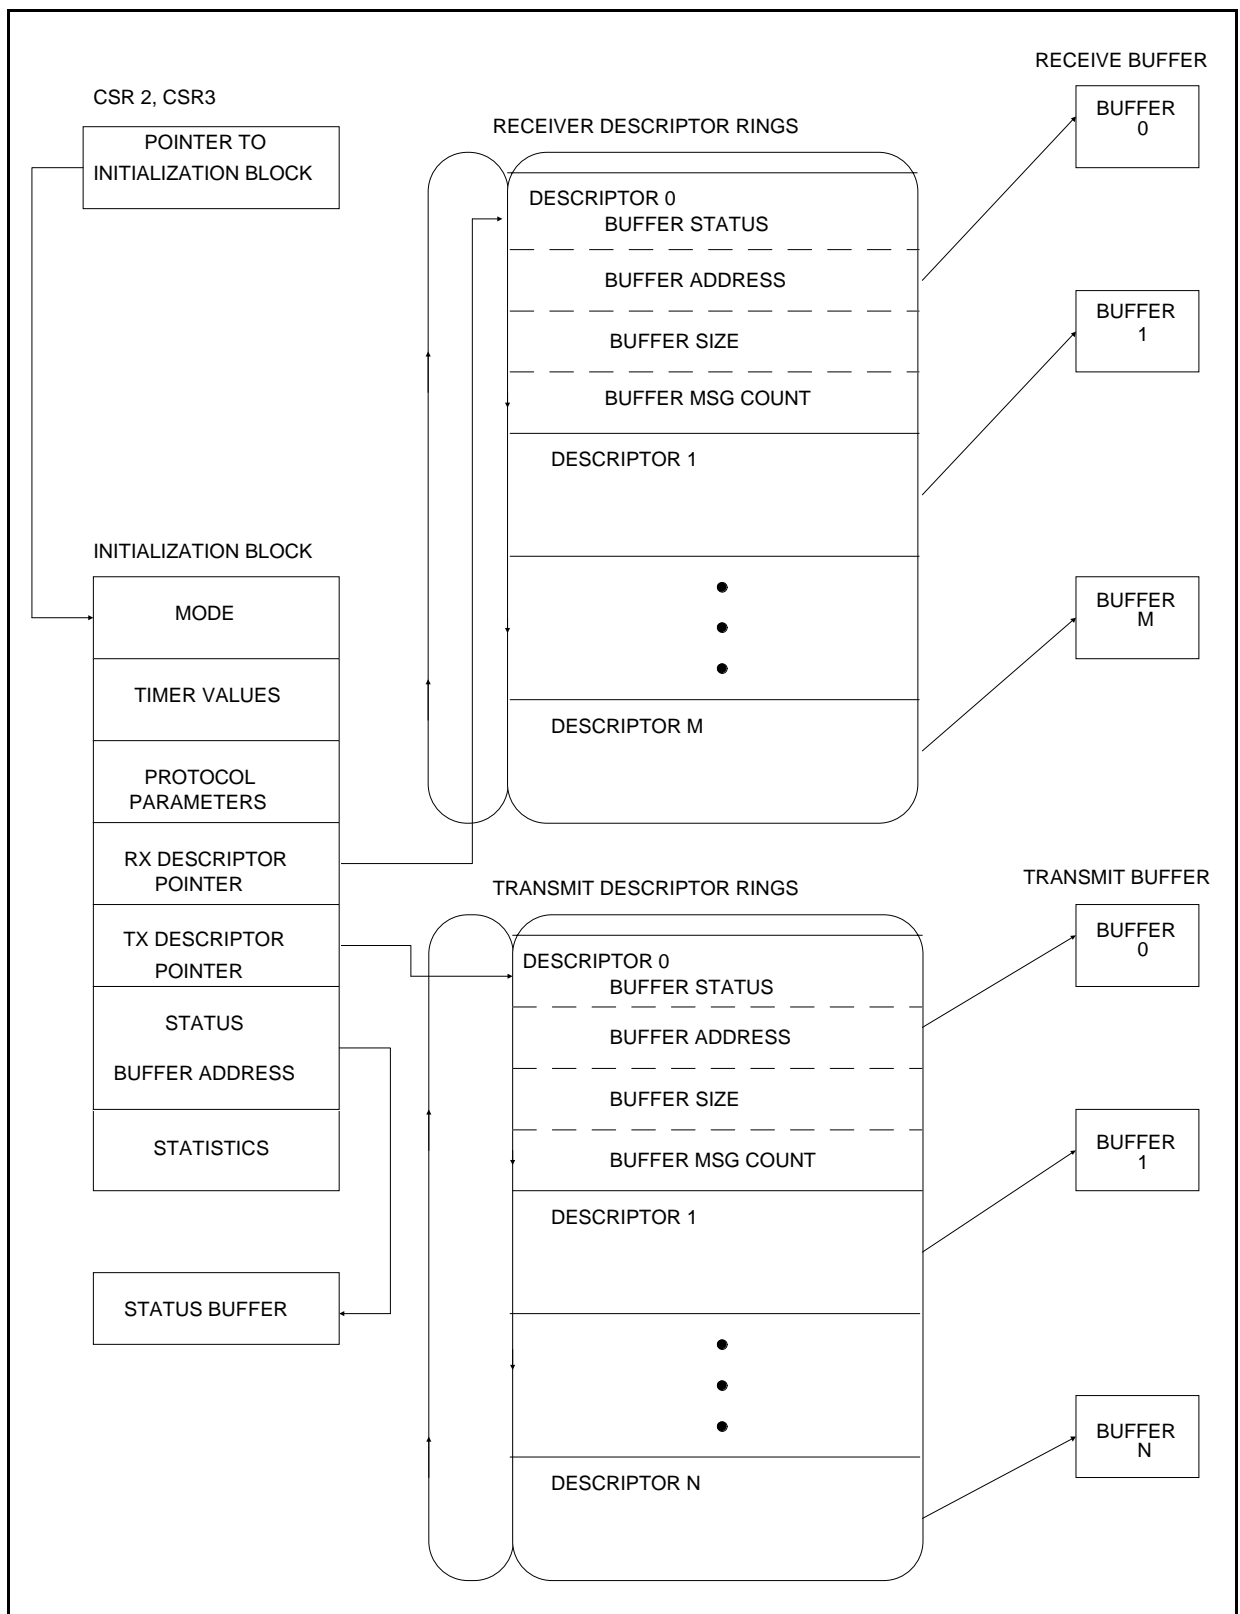 CSR 2, CSR3
POINTER TO
INITIALIZATION BLOCK
INITIALIZATION BLOCK
MODE
TIMER VALUES
PROTOCOL
PARAMETERS
RX DESCRIPTOR
POINTER
TX DESCRIPTOR
POINTER
STATUS
BUFFER ADDRESS
STATISTICS
STATUS BUFFER
RECEIVER DESCRIPTOR RINGS
DESCRIPTOR 0
BUFFER STATUS
BUFFER ADDRESS
BUFFER SIZE
BUFFER MSG COUNT
DESCRIPTOR 1
DESCRIPTOR M
RECEIVE BUFFER
BUFFER
0
BUFFER
1
BUFFER
M
TRANSMIT DESCRIPTOR RINGS
DESCRIPTOR 0
BUFFER STATUS
BUFFER ADDRESS
BUFFER SIZE
BUFFER MSG COUNT
DESCRIPTOR 1
DESCRIPTOR N
TRANSMIT BUFFER
BUFFER
0
BUFFER
1
BUFFER
N